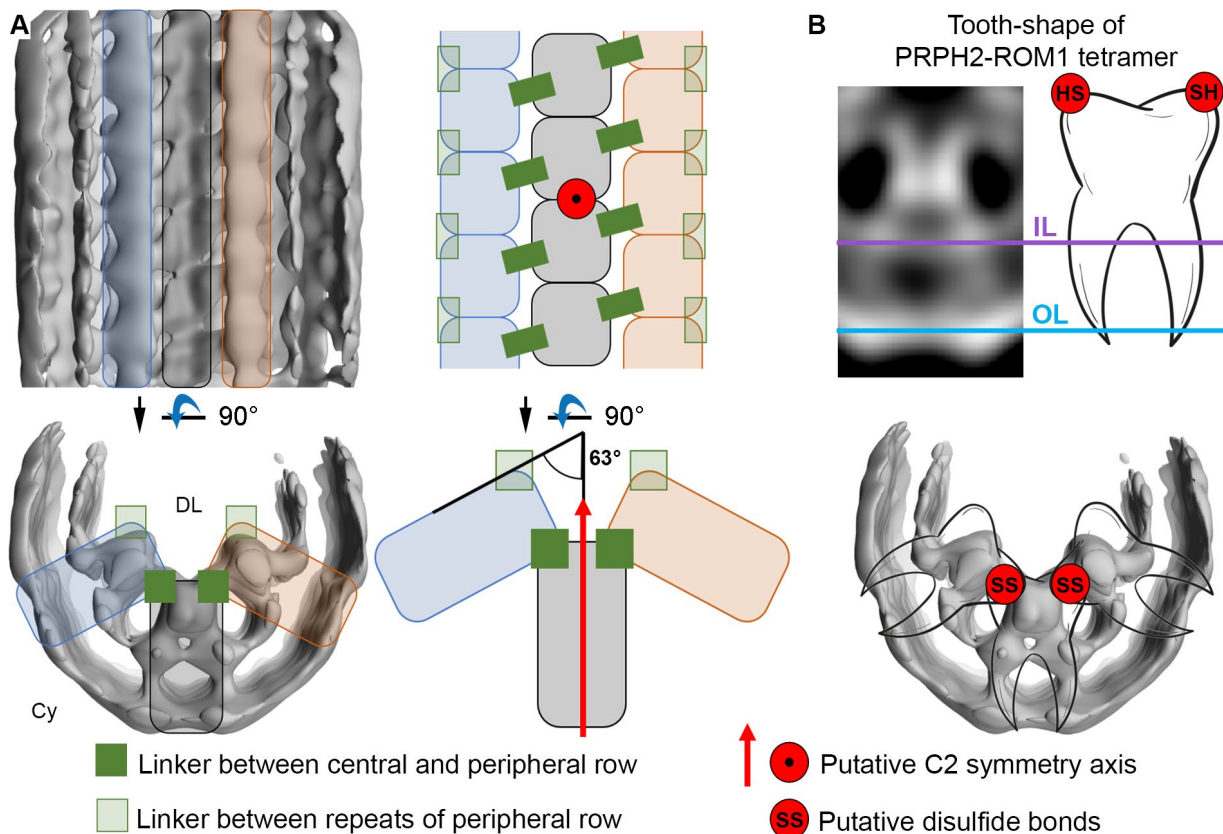 A
B
Tooth-shape of
PRPH2-ROM1 tetramer
HS
SH
IL
OL
90°
90°
63°
DL
Cy
SS
SS
Linker between central and peripheral row
Linker between repeats of peripheral row
Putative C2 symmetry axis
SS
Putative disulfide bonds